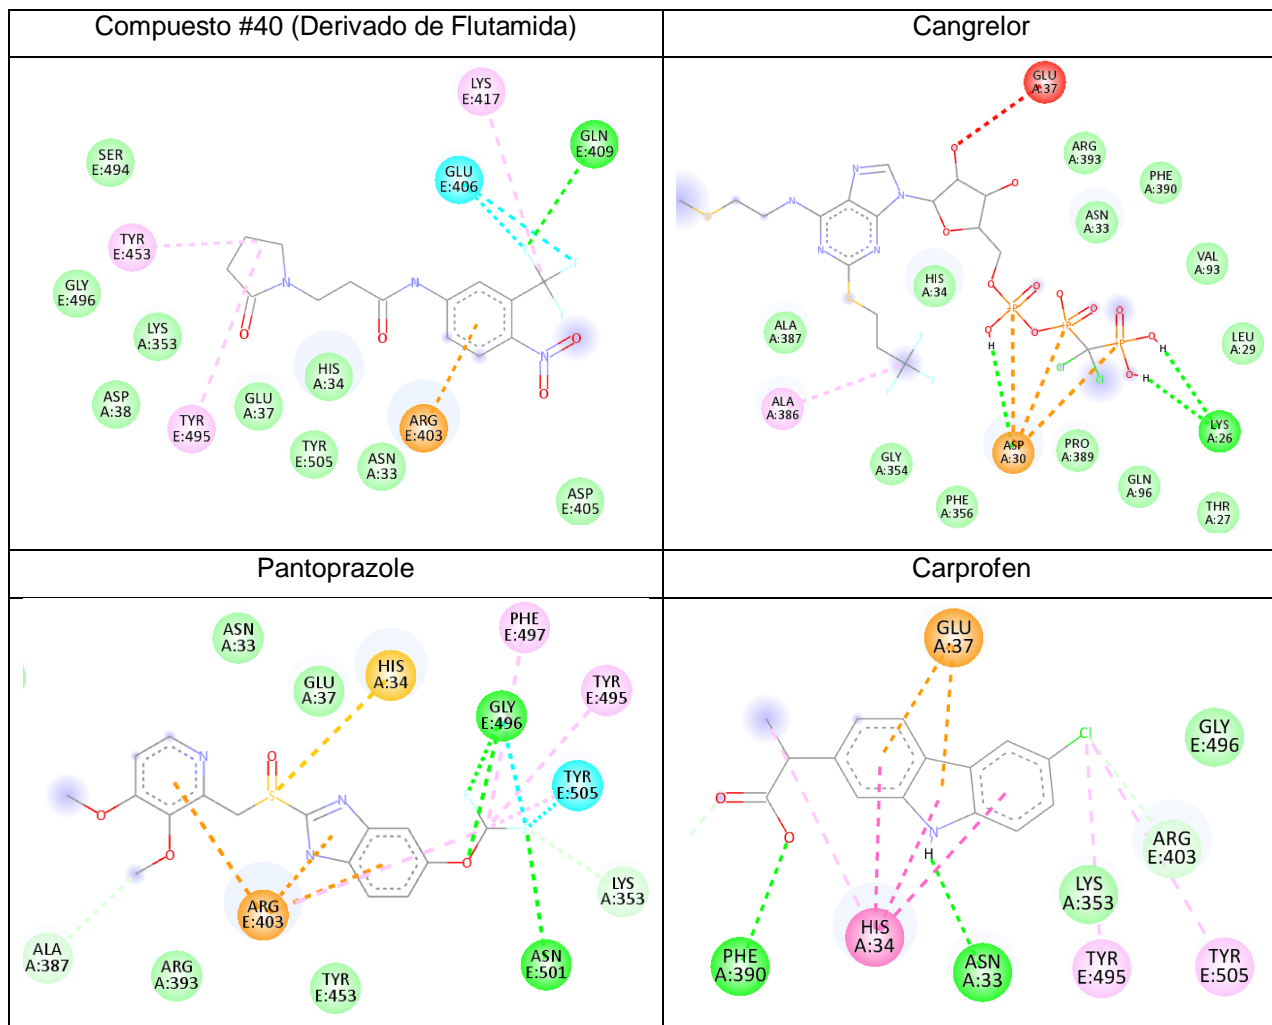 Compuesto #40 (Derivado de Flutamida)
Cangrelor
LYS
E:417
GLN
E:409
GLU
E:406
SER
E:494
TYR
E:453
GLY
E:496
LYS
A:353
HIS
A:34
ASP
A:38
GLU
A:37
TYR
E:495
TYR
E:505
ASN
A:33
ARG
E:403
ASP
E:405
N
O
O
N
F
F
F
N
O
O
GLU
A:37
ARG
A:393
PHE
A:390
ASN
A:33
VAL
A:93
HIS
A:34
ALA
A:387
LEU
A:29
ALA
A:386
LYS
A:26
ASP
A:30
PRO
A:389
GLY
A:354
GLN
A:96
PHE
A:356
THR
A:27
O
O
N
N
N
N
N
S
O
S
O
P
O
O
H
O
O
P
O
O
P
O
H
O
H
Cl
Cl
F
F
F
Pantoprazole
Carprofen
PHE
E:497
ASN
A:33
HIS
A:34
GLU
A:37
TYR
E:495
GLY
E:496
TYR
E:505
LYS
A:353
ARG
E:403
ALA
A:387
ARG
A:393
TYR
E:453
ASN
E:501
O
N
S
N
N
O
O
O
F
GLU
A:37
GLY
E:496
ARG
E:403
LYS
A:353
HIS
A:34
PHE
A:390
ASN
A:33
TYR
E:495
TYR
E:505
Cl
O
O
N
H